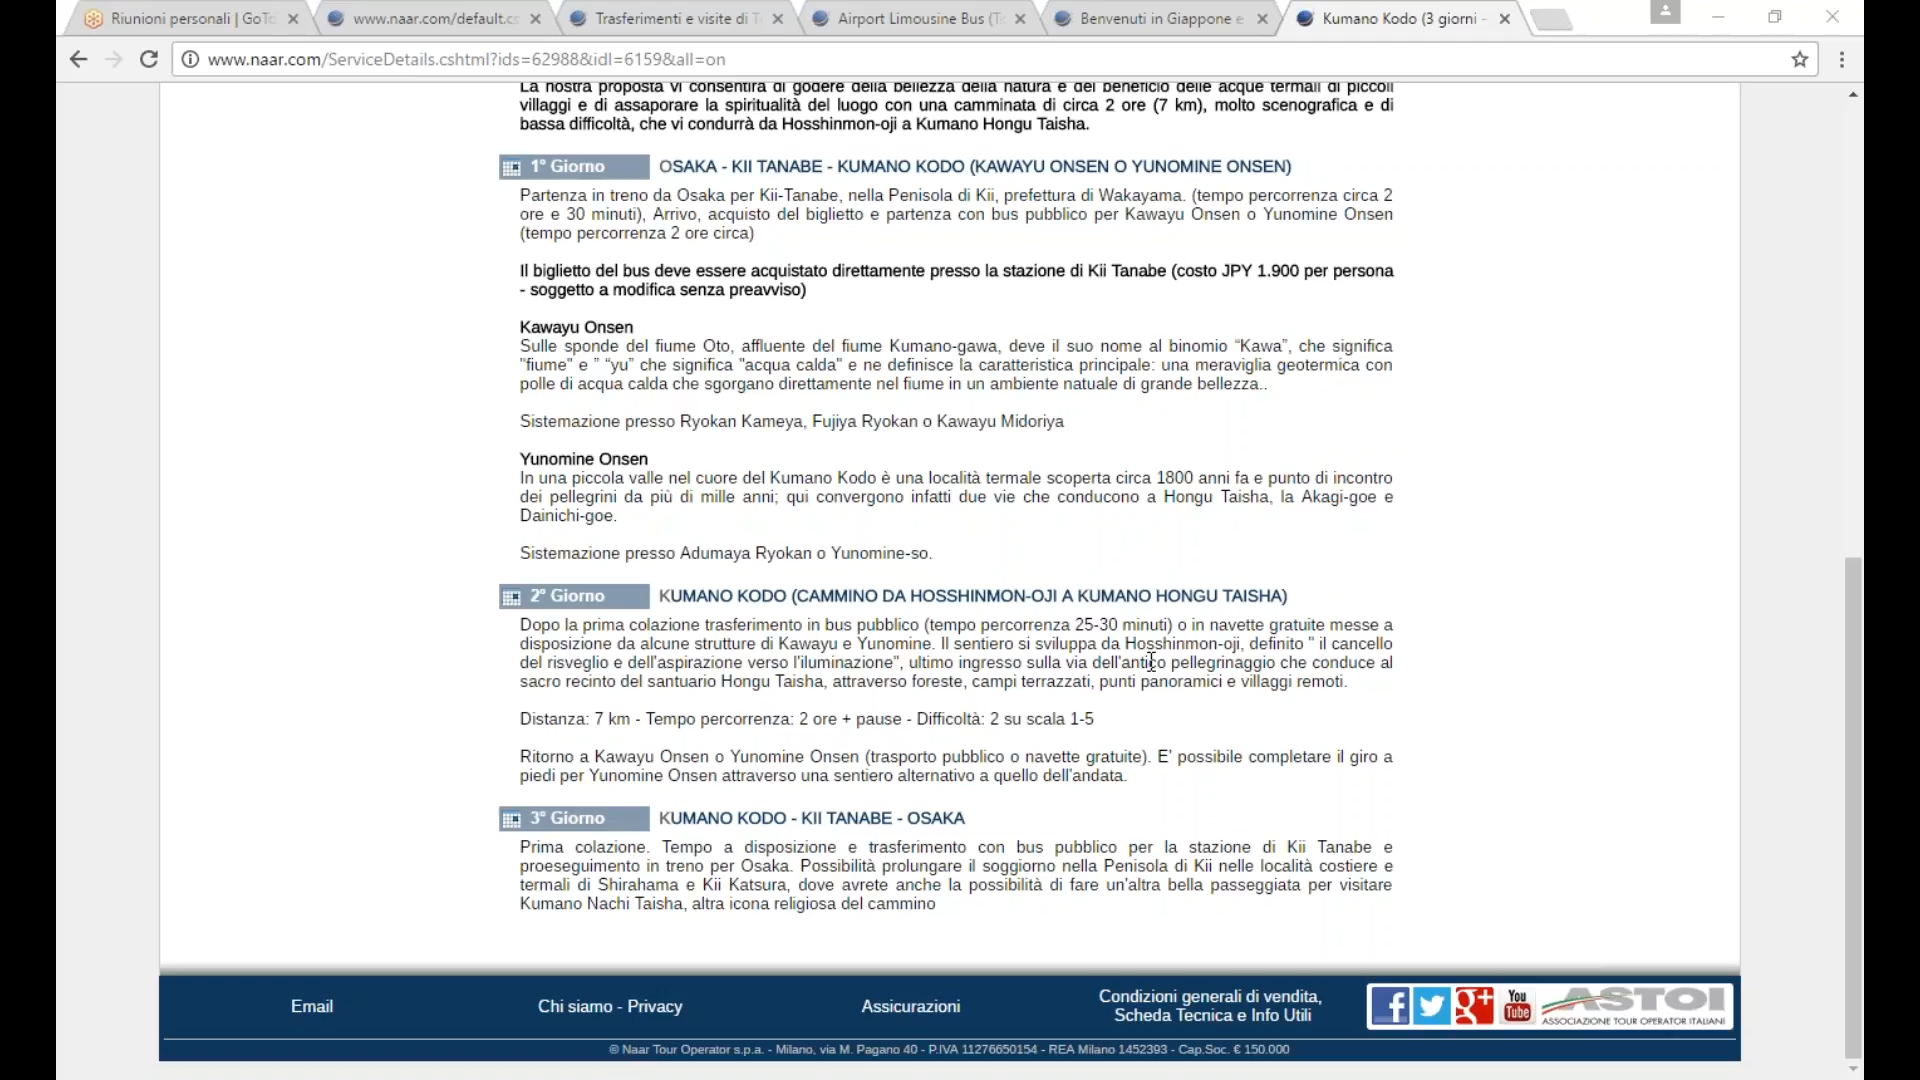 Riunioni personali | GoTo
www.naar.com/default.cs
Trasferimenti e visite di T
Airport Limousine Bus (To
Benvenuti in Giappone e
Kumano Kodo (3 giorni -
www.naar.com/ServiceDetails.cshtml?ids=62988&idl=6159&all=on
La nostra proposta vi consentirà di godere della bellezza della natura e del beneficio delle acque termali di piccoli
villaggi e di assaporare la spiritualità del luogo con una camminata di circa 2 ore (7 km), molto scenografica e di
bassa difficoltà, che vi condurrà da Hosshinmon-oji a Kumano Hongu Taisha.
1° Giorno
OSAKA - KII TANABE - KUMANO KODO (KAWAYU ONSEN O YUNOMINE ONSEN)
Partenza in treno da Osaka per Kii-Tanabe, nella Penisola di Kii, prefettura di Wakayama. (tempo percorrenza circa 2
ore e 30 minuti), Arrivo, acquisto del biglietto e partenza con bus pubblico per Kawayu Onsen o Yunomine Onsen
(tempo percorrenza 2 ore circa)
Il biglietto del bus deve essere acquistato direttamente presso la stazione di Kii Tanabe (costo JPY 1.900 per persona
- soggetto a modifica senza preavviso)
Kawayu Onsen
Sulle sponde del fiume Oto, affluente del fiume Kumano-gawa, deve il suo nome al binomio “Kawa”, che significa
"fiume" e ” “yu” che significa "acqua calda" e ne definisce la caratteristica principale: una meraviglia geotermica con
polle di acqua calda che sgorgano direttamente nel fiume in un ambiente natuale di grande bellezza..
Sistemazione presso Ryokan Kameya, Fujiya Ryokan o Kawayu Midoriya
Yunomine Onsen
In una piccola valle nel cuore del Kumano Kodo è una località termale scoperta circa 1800 anni fa e punto di incontro
dei pellegrini da più di mille anni; qui convergono infatti due vie che conducono a Hongu Taisha, la Akagi-goe e
Dainichi-goe.
Sistemazione presso Adumaya Ryokan o Yunomine-so.
2° Giorno
KUMANO KODO (CAMMINO DA HOSSHINMON-OJI A KUMANO HONGU TAISHA)
Dopo la prima colazione trasferimento in bus pubblico (tempo percorrenza 25-30 minuti) o in navette gratuite messe a
disposizione da alcune strutture di Kawayu e Yunomine. Il sentiero si sviluppa da Hosshinmon-oji, definito " il cancello
del risveglio e dell'aspirazione verso l'iluminazione", ultimo ingresso sulla via dell'antico pellegrinaggio che conduce al
sacro recinto del santuario Hongu Taisha, attraverso foreste, campi terrazzati, punti panoramici e villaggi remoti.
Distanza: 7 km - Tempo percorrenza: 2 ore + pause - Difficoltà: 2 su scala 1-5
Ritorno a Kawayu Onsen o Yunomine Onsen (trasporto pubblico o navette gratuite). E' possibile completare il giro a
piedi per Yunomine Onsen attraverso una sentiero alternativo a quello dell'andata.
3° Giorno
KUMANO KODO - KII TANABE - OSAKA
Prima colazione. Tempo a disposizione e trasferimento con bus pubblico per la stazione di Kii Tanabe e
proeseguimento in treno per Osaka. Possibilità prolungare il soggiorno nella Penisola di Kii nelle località costiere e
termali di Shirahama e Kii Katsura, dove avrete anche la possibilità di fare un'altra bella passeggiata per visitare
Kumano Nachi Taisha, altra icona religiosa del cammino
Email
Chi siamo - Privacy
Assicurazioni
Condizioni generali di vendita,
Scheda Tecnica e Info Utili
You
Tube
ASTOI
ASSOCIAZIONE TOUR OPERATOR ITALIANI
© Naar Tour Operator s.p.a. - Milano, via M. Pagano 40 - P.IVA 11276650154 - REA Milano 1452393 - Cap.Soc. € 150.000